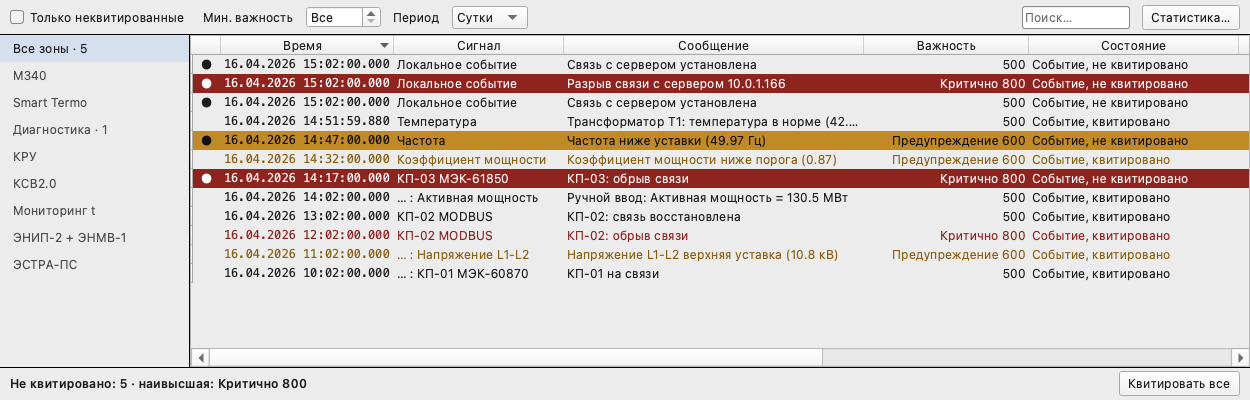 Только неквитированные Мин. важность Все Период Сутки Поиск... Статистика...
Все зоны · 5
M340
Smart Termo
Диагностика · 1
КРУ
КСВ2.0
Мониторинг t
ЭНИП-2 + ЭНМВ-1
ЭСТРА-ПС
Время Сигнал Сообщение Важность Состояние
16.04.2026 15:02:00.000 Локальное событие Связь с сервером установлена 500 Событие, не квитировано
16.04.2026 15:02:00.000 Локальное событие Разрыв связи с сервером 10.0.1.166 Критично 800 Событие, не квитировано
16.04.2026 15:02:00.000 Локальное событие Связь с сервером установлена 500 Событие, не квитировано
16.04.2026 14:51:59.880 Температура Трансформатор Т1: температура в норме (42.... 500 Событие, квитировано
16.04.2026 14:47:00.000 Частота Частота ниже уставки (49.97 Гц) Предупреждение 600 Событие, не квитировано
16.04.2026 14:32:00.000 Коэффициент мощности Коэффициент мощности ниже порога (0.87) Предупреждение 600 Событие, квитировано
16.04.2026 14:17:00.000 КП-03 МЭК-61850 КП-03: обрыв связи Критично 800 Событие, не квитировано
16.04.2026 14:02:00.000 ... : Активная мощность Ручной ввод: Активная мощность = 130.5 МВт 500 Событие, квитировано
16.04.2026 13:02:00.000 КП-02 MODBUS КП-02: связь восстановлена 500 Событие, квитировано
16.04.2026 12:02:00.000 КП-02 MODBUS КП-02: обрыв связи Критично 800 Событие, квитировано
16.04.2026 11:02:00.000 ... : Напряжение L1-L2 Напряжение L1-L2 верхняя уставка (10.8 кВ) Предупреждение 600 Событие, квитировано
16.04.2026 10:02:00.000 ... : КП-01 МЭК-60870 КП-01 на связи 500 Событие, квитировано
Не квитировано: 5 · наивысшая: Критично 800 Квитировать все